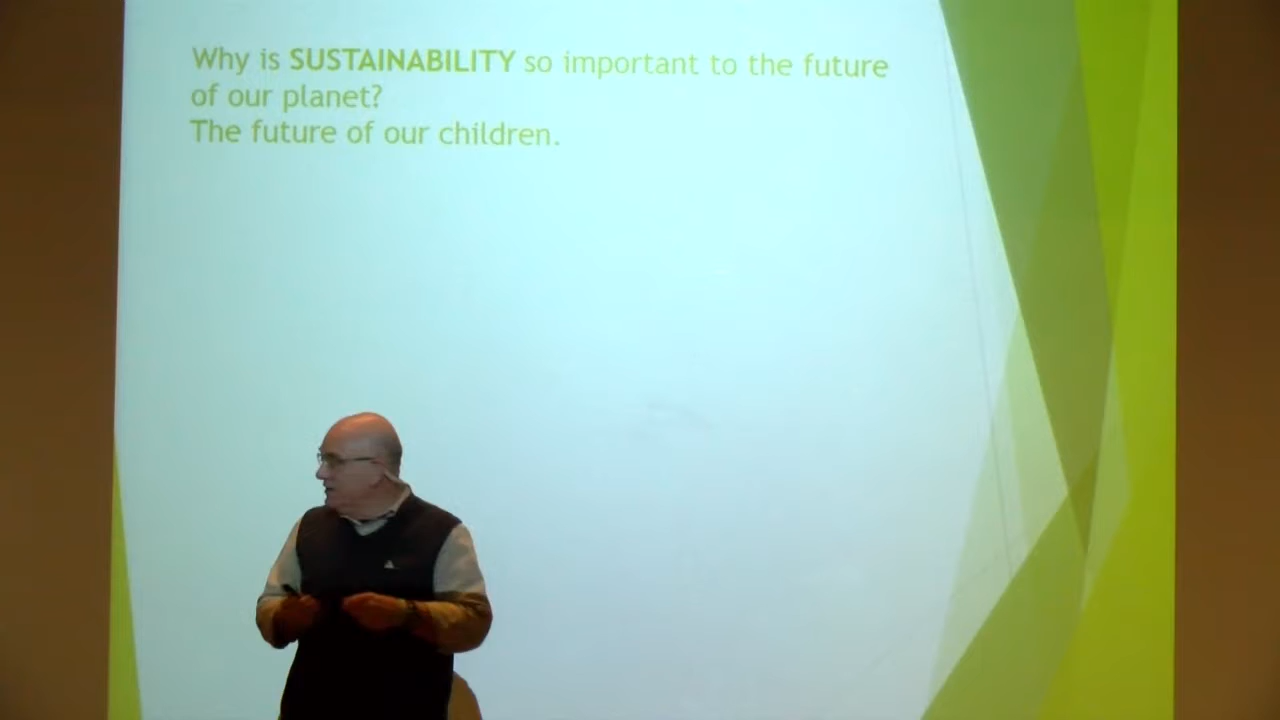 Why is SUSTAINABILITY so important to the future
of our planet?
The future of our children.